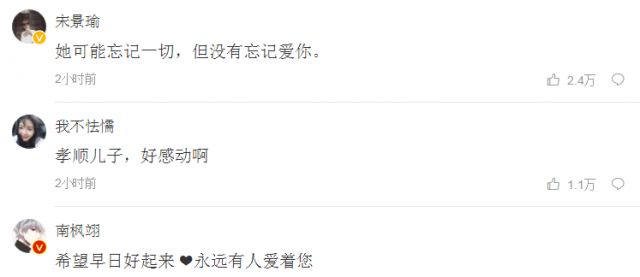 宋景瑜
她可能忘记一切，但没有忘记爱你。
2小时前
2.4万
我不怯懦
孝顺儿子，好感动啊
2小时前
1.1万
南枫翊
希望早日好起来❤永远有人爱着您